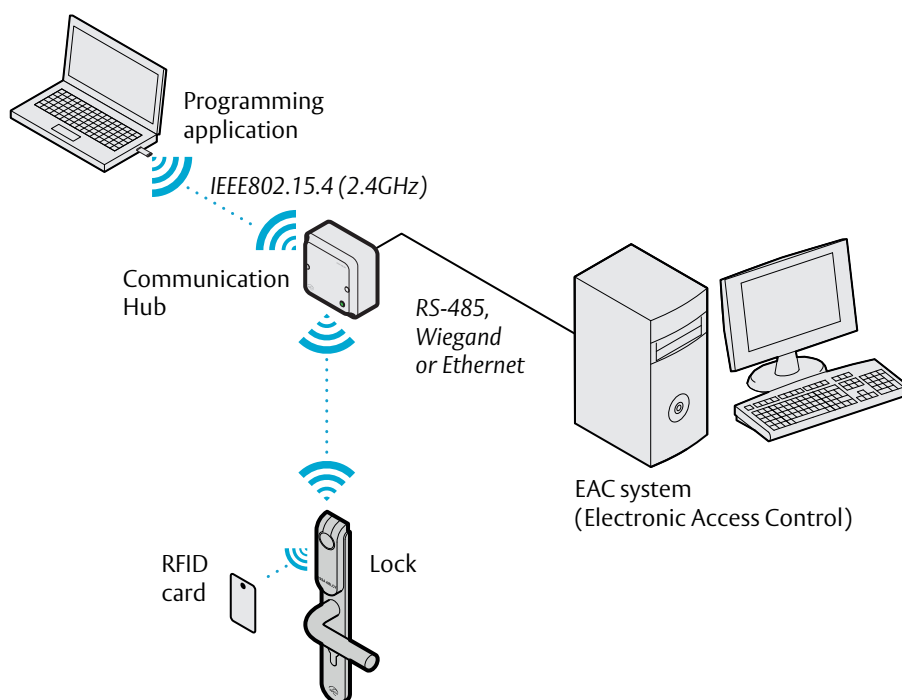 Programming
application
IEEE802.15.4 (2.4GHz)
Communication
Hub
RS-485,
Wiegand
or Ethernet
EAC system
(Electronic Access Control)
RFID
card
Lock